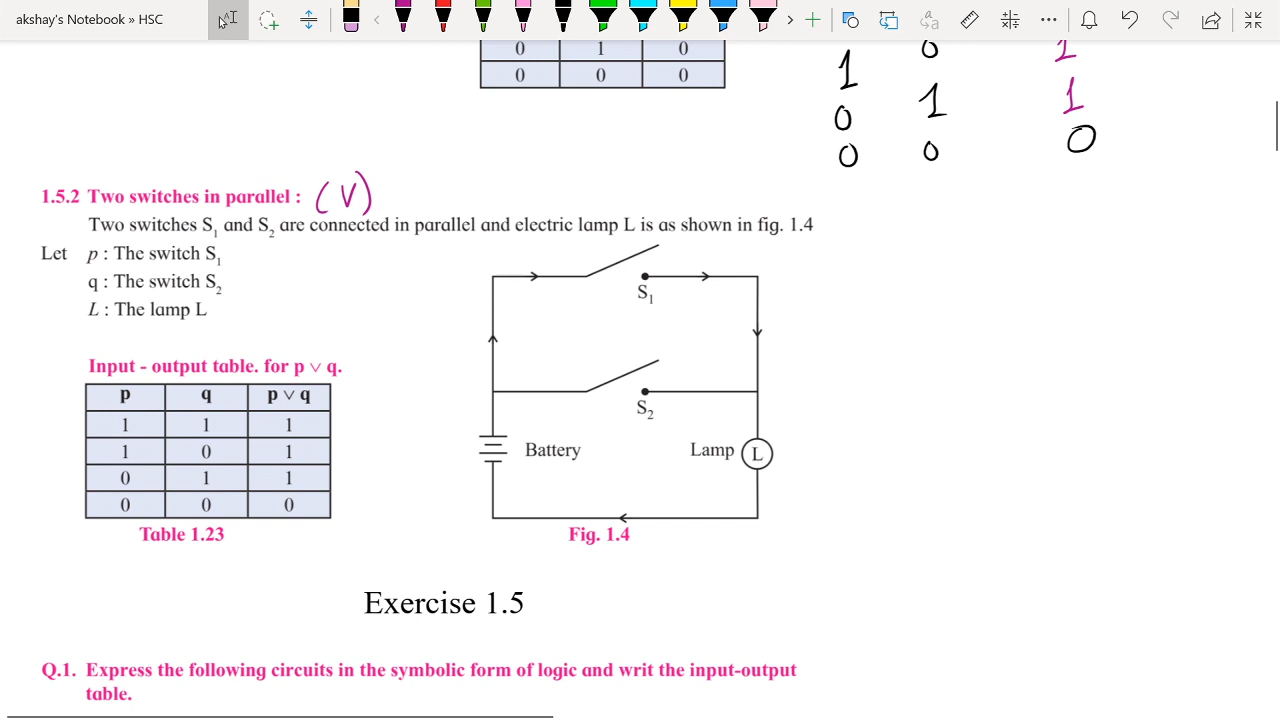 akshay's Notebook » HSC
0 1 0
0 0 0
0 1
1
1 1
0
0 0 0
1.5.2 Two switches in parallel : (V)
Two switches S1 and S2 are connected in parallel and electric lamp L is as shown in fig. 1.4
Let p : The switch S1
q : The switch S2
L : The lamp L
S1
Input - output table. for p ∨ q.
p q p ∨ q
1 1 1
1 0 1
0 1 1
0 0 0
S2
Battery
Lamp L
Table 1.23
Fig. 1.4
Exercise 1.5
Q.1. Express the following circuits in the symbolic form of logic and writ the input-output
table.